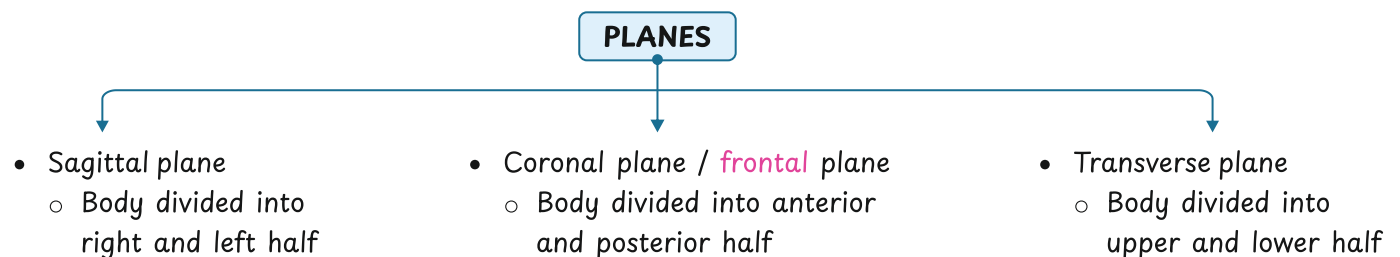 PLANES
• Sagittal plane
○ Body divided into
right and left half
• Coronal plane / frontal plane
○ Body divided into anterior
and posterior half
• Transverse plane
○ Body divided into
upper and lower half